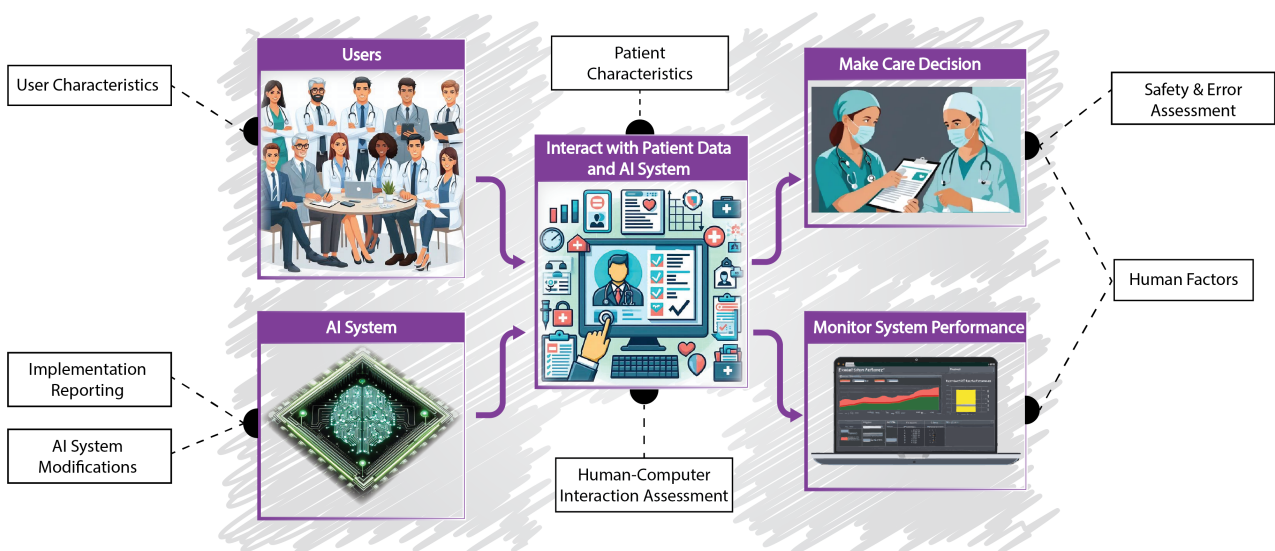 Users
Patient
Characteristics
Make Care Decision
User Characteristics
Safety & Error
Assessment
Interact with Patient Data
and AI System
Human Factors
AI System
Monitor System Performance
Implementation
Reporting
AI System
Modifications
Human-Computer
Interaction Assessment